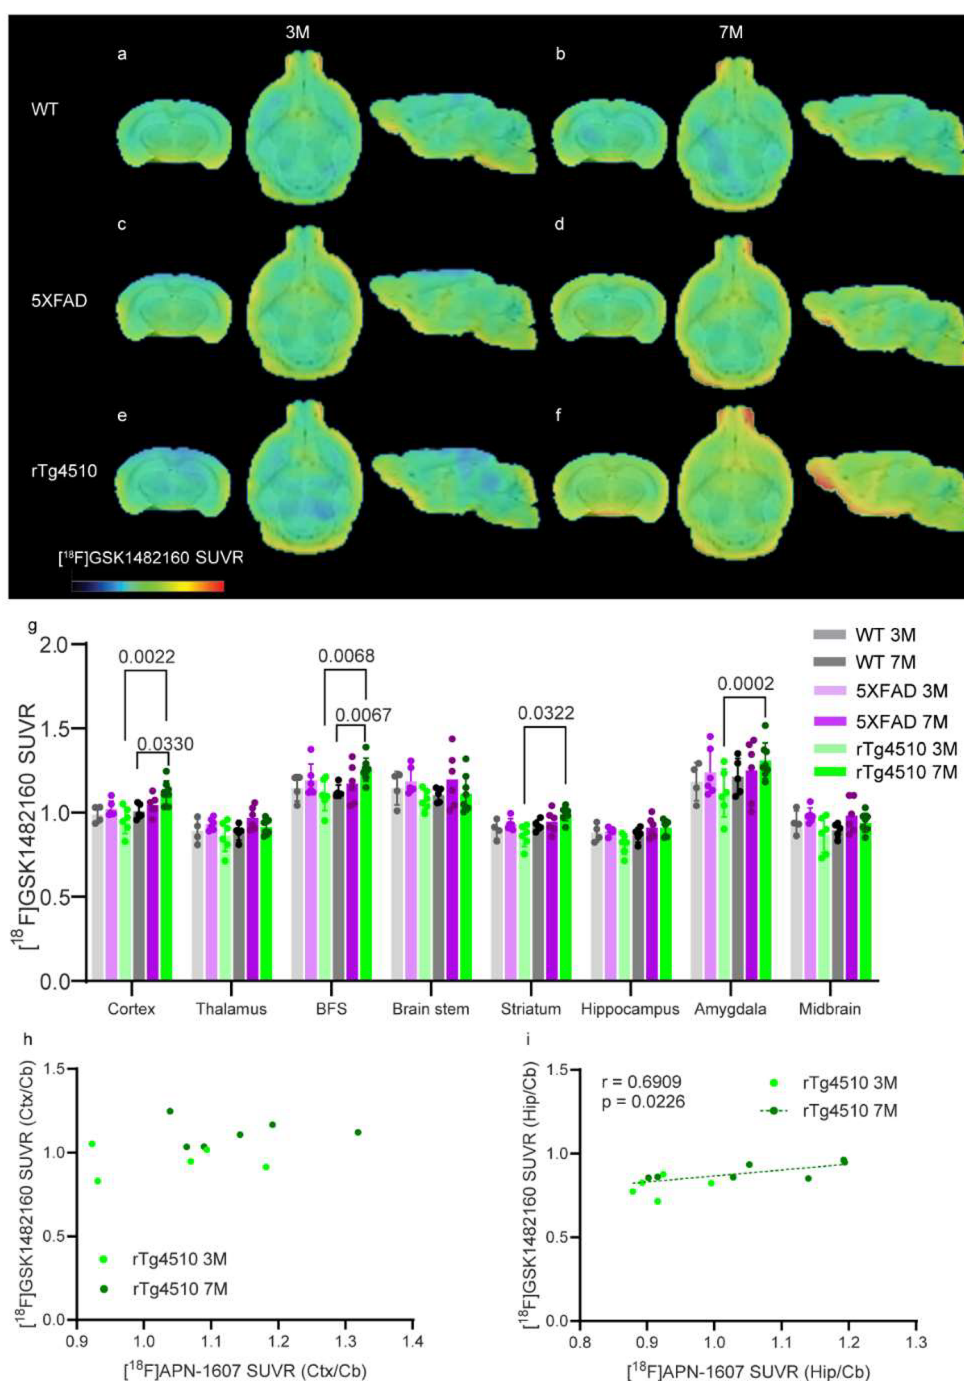 3M 7M
a b
WT
c d
5XFAD
e f
rTg4510
[¹⁸F]GSK1482160 SUVR
g
2.0
1.5
1.0
0.5
0.0
[¹⁸F]GSK1482160 SUVR
0.0022
0.0330
0.0068
0.0067
0.0322
0.0002
WT 3M
WT 7M
5XFAD 3M
5XFAD 7M
rTg4510 3M
rTg4510 7M
Cortex Thalamus BFS Brain stem Striatum Hippocampus Amygdala Midbrain
h
[¹⁸F]GSK1482160 SUVR (Ctx/Cb)
1.5
1.0
0.5
0.0
rTg4510 3M
rTg4510 7M
0.9 1.0 1.1 1.2 1.3 1.4
[¹⁸F]APN-1607 SUVR (Ctx/Cb)
i
[¹⁸F]GSK1482160 SUVR (Hip/Cb)
1.5
1.0
0.5
0.0
r = 0.6909
p = 0.0226
rTg4510 3M
rTg4510 7M
0.8 0.9 1.0 1.1 1.2 1.3
[¹⁸F]APN-1607 SUVR (Hip/Cb)